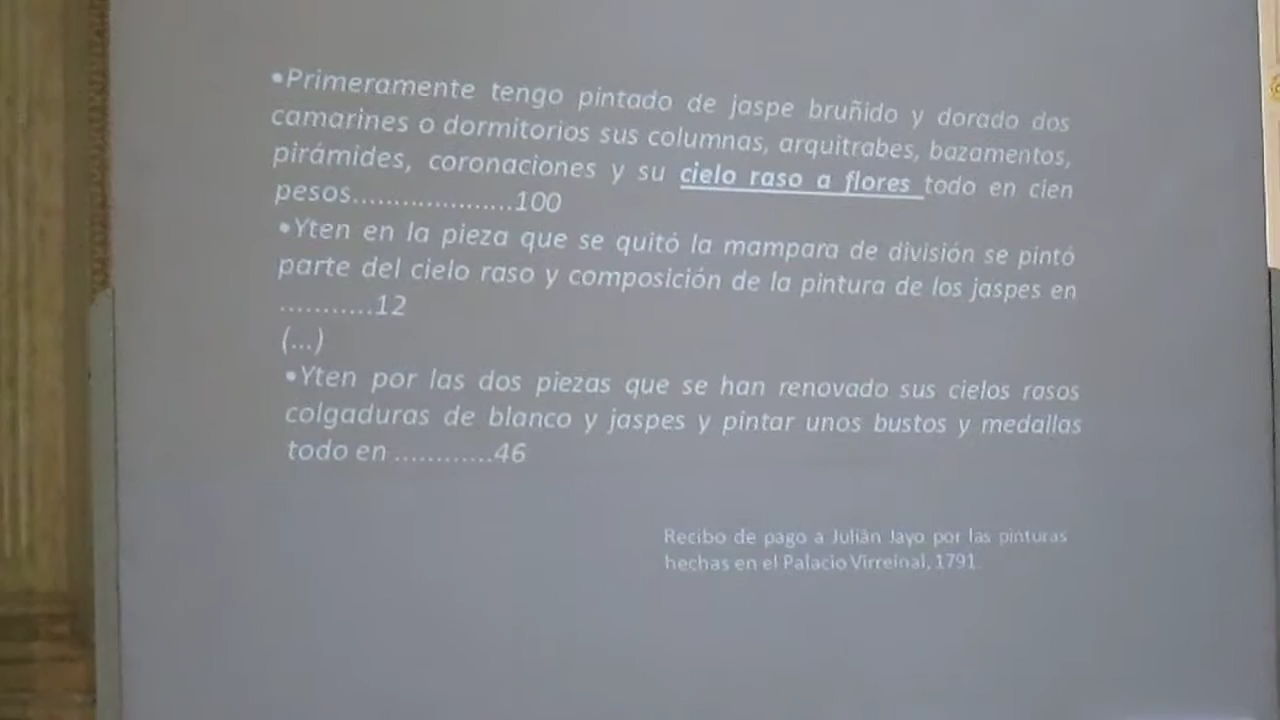 •Primeramente tengo pintado de jaspe bruñido y dorado dos
camarines o dormitorios sus columnas, arquitrabes, bazamentos,
pirámides, coronaciones y su cielo raso a flores todo en cien
pesos....................100
•Yten en la pieza que se quitó la mampara de división se pintó
parte del cielo raso y composición de la pintura de los jaspes en
...........12
(...)
•Yten por las dos piezas que se han renovado sus cielos rasos
colgaduras de blanco y jaspes y pintar unos bustos y medallas
todo en ............46
Recibo de pago a Julián Jayo por las pinturas
hechas en el Palacio Virreinal, 1791.